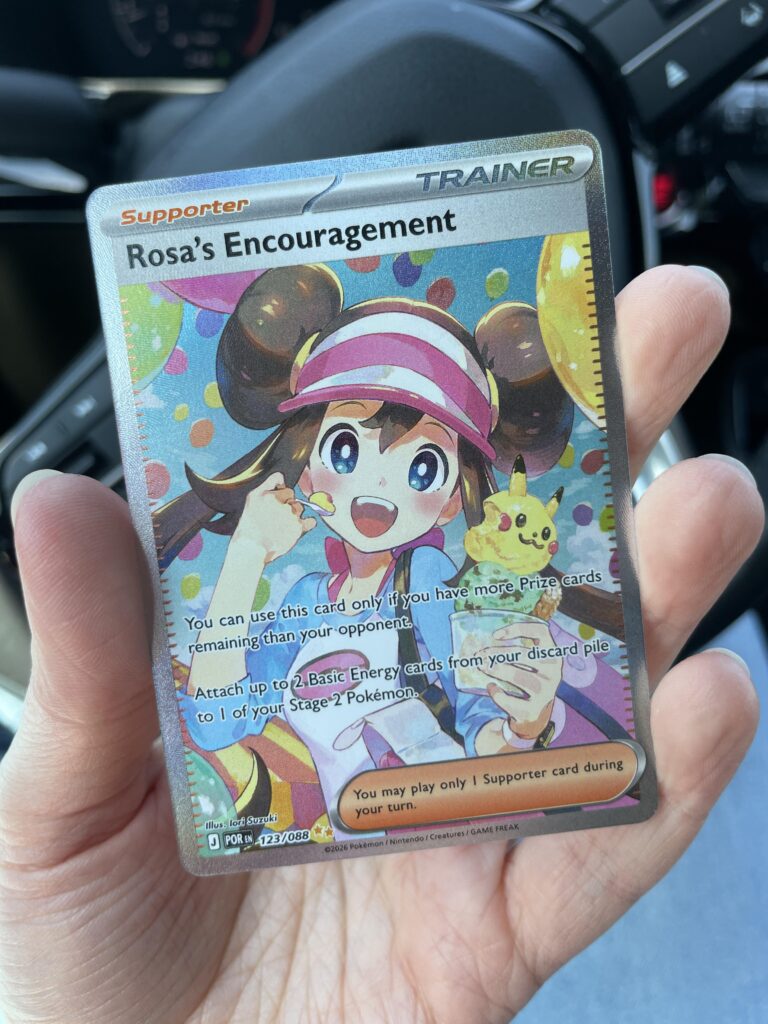 Supporter
TRAINER
Rosa's Encouragement
You can use this card only if you have more Prize cards
remaining than your opponent.
Attach up to 2 Basic Energy cards from your discard pile
to 1 of your Stage 2 Pokémon.
You may play only 1 Supporter card during
your turn.
Illus. Iori Suzuki
J POR EN 123/088
©2026 Pokémon / Nintendo / Creatures / GAME FREAK